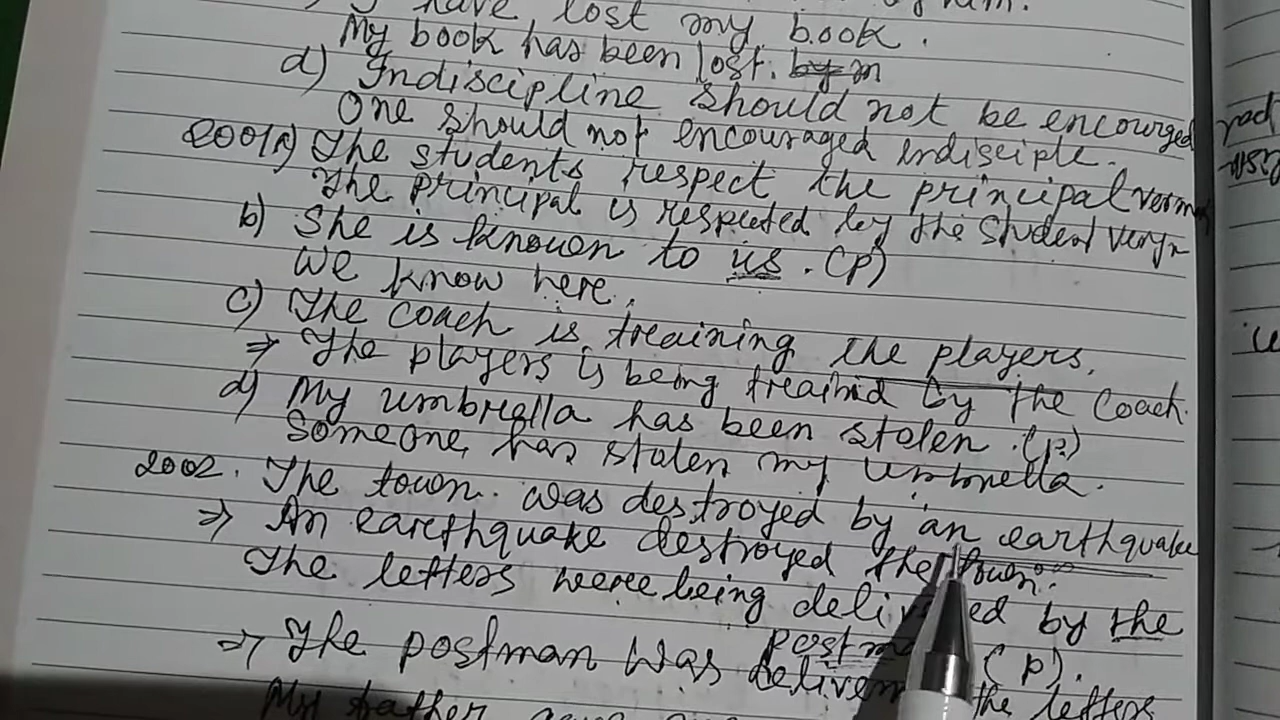 I have lost my book.
My book has been lost. by m
d) Indiscipline should not be encourged
One should not encouraged indisciple.
2001 A) The students respect the principal
The principal is respected by the student very
b) She is known to us. (P)
We know here.
c) The coach is training the players.
⇒ The players is being trained by the coach.
d) My umbrella has been stolen. (P)
Someone has stolen my umbrella.
2002. The town was destroyed by an earthquake
⇒ An earthquake destroyed the town.
The letters were being delivered by the
(P).
⇒ The postman was the letters
My father gave